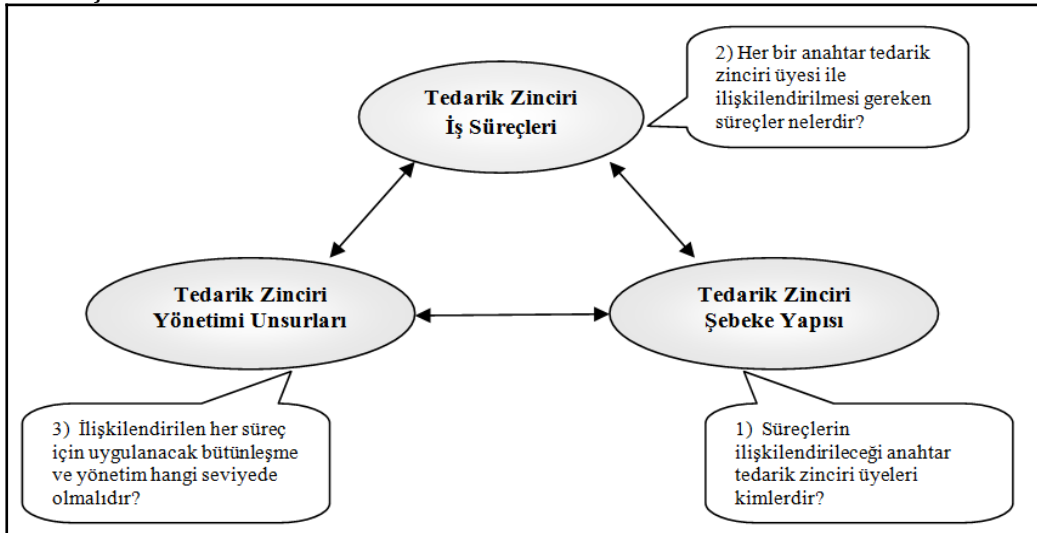 2) Her bir anahtar tedarik
zinciri üyesi ile
ilişkilendirilmesi gereken
süreçler nelerdir?
Tedarik Zinciri
İş Süreçleri
Tedarik Zinciri
Yönetimi Unsurları
Tedarik Zinciri
Şebeke Yapısı
3) İlişkilendirilen her süreç
için uygulanacak bütünleşme
ve yönetim hangi seviyede
olmalıdır?
1) Süreçlerin
ilişkilendirileceği anahtar
tedarik zinciri üyeleri
kimlerdir?